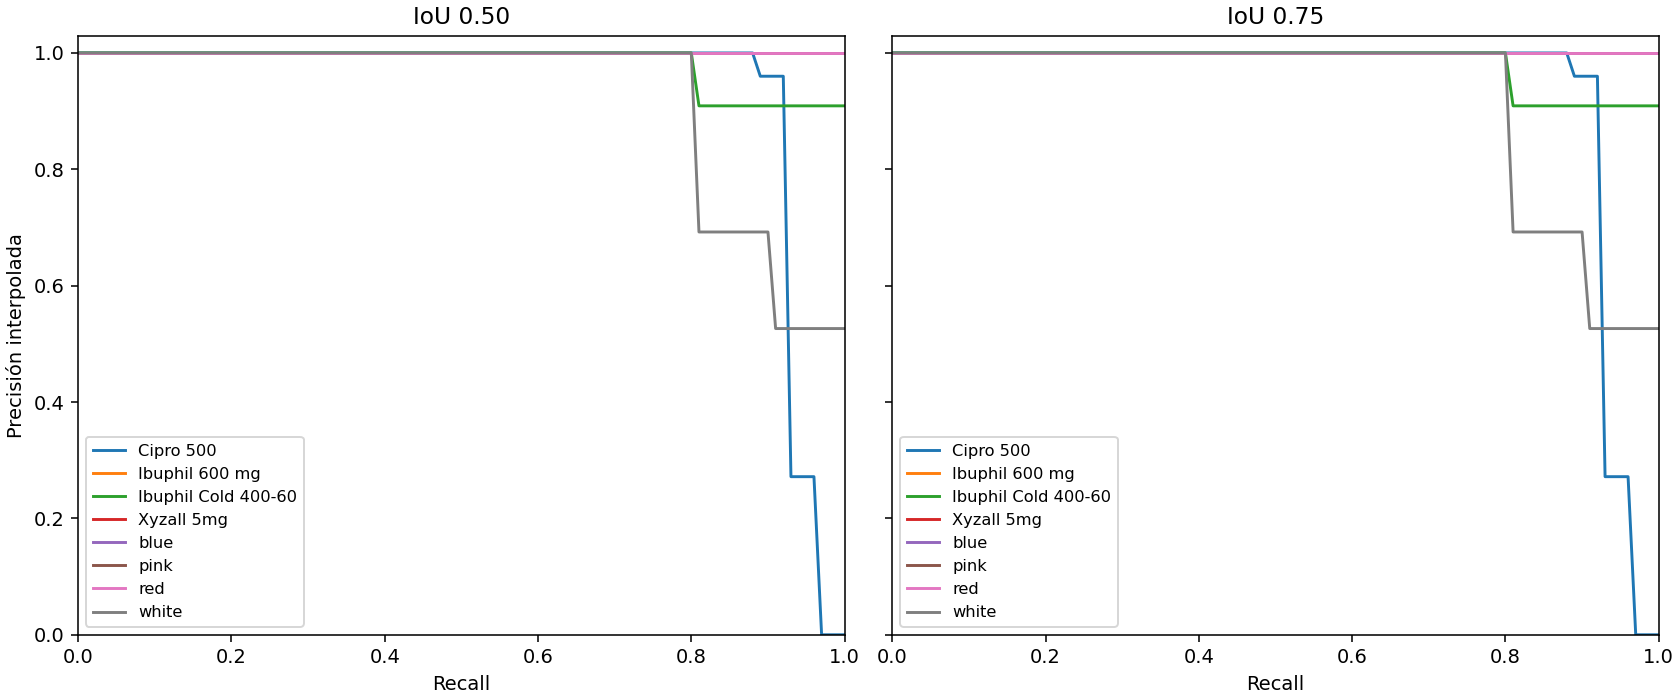 IoU 0.50
Precisión interpolada
1.0
0.8
0.6
0.4
0.2
0.0
Cipro 500
Ibuphil 600 mg
Ibuphil Cold 400-60
Xyzall 5mg
blue
pink
red
white
0.0 0.2 0.4 0.6 0.8 1.0
Recall
IoU 0.75
Cipro 500
Ibuphil 600 mg
Ibuphil Cold 400-60
Xyzall 5mg
blue
pink
red
white
0.0 0.2 0.4 0.6 0.8 1.0
Recall